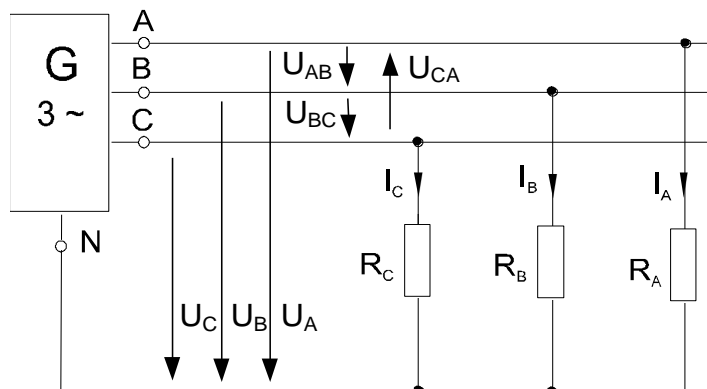 A
G
B
3 ~
C
U_AB
U_CA
U_BC
I_C
I_B
I_A
N
R_C
R_B
R_A
U_C U_B U_A